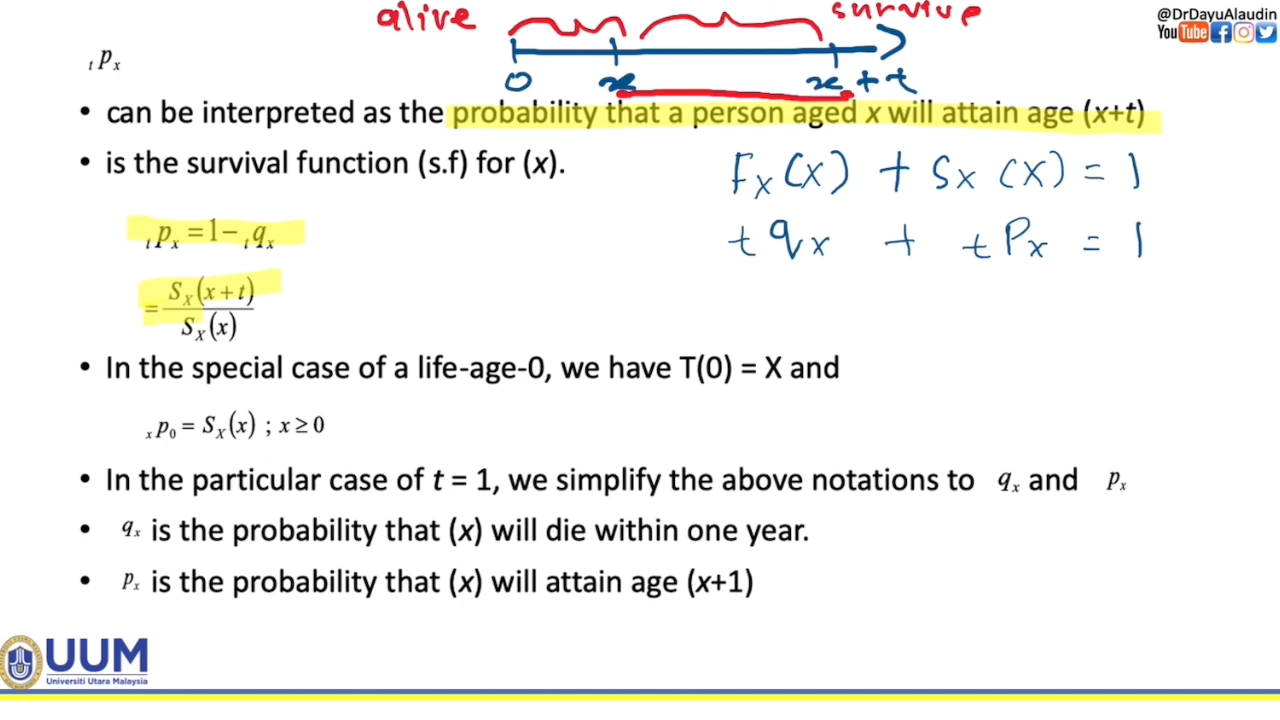 alive
survive
@DrDayuAlaudin
YouTube
0 x x + t
tPx
• can be interpreted as the probability that a person aged x will attain age (x+t)
• is the survival function (s.f) for (x).
Fx (x) + Sx (x) = 1
tPx = 1 − tqx
tqx + tPx = 1
= SX(x+t) / SX(x)
• In the special case of a life-age-0, we have T(0) = X and
xp0 = SX(x) ; x ≥ 0
• In the particular case of t = 1, we simplify the above notations to qx and px
• qx is the probability that (x) will die within one year.
• px is the probability that (x) will attain age (x+1)
UUM
Universiti Utara Malaysia